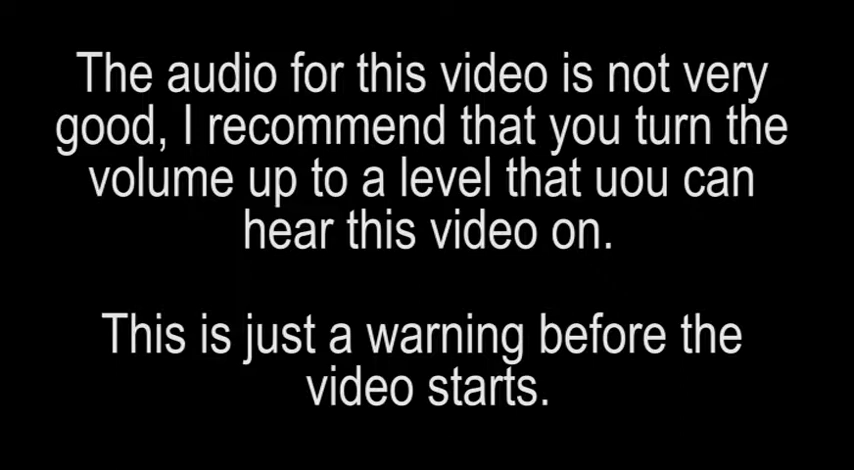 The audio for this video is not very
good, I recommend that you turn the
volume up to a level that uou can
hear this video on.
This is just a warning before the
video starts.